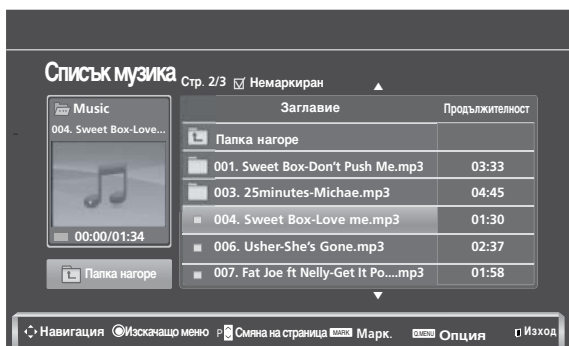 Списък музика Стр. 2/3 Немаркиран
Music
004. Sweet Box-Love...
00:00/01:34
Папка нагоре
Заглавие Продължителност
Папка нагоре
001. Sweet Box-Don't Push Me.mp3 03:33
003. 25minutes-Michae.mp3 04:45
004. Sweet Box-Love me.mp3 01:30
006. Usher-She's Gone.mp3 02:37
007. Fat Joe ft Nelly-Get It Po....mp3 01:58
Навигация Изскачащо меню P Смяна на страница MARK Марк. Q.MENU Опция Изход